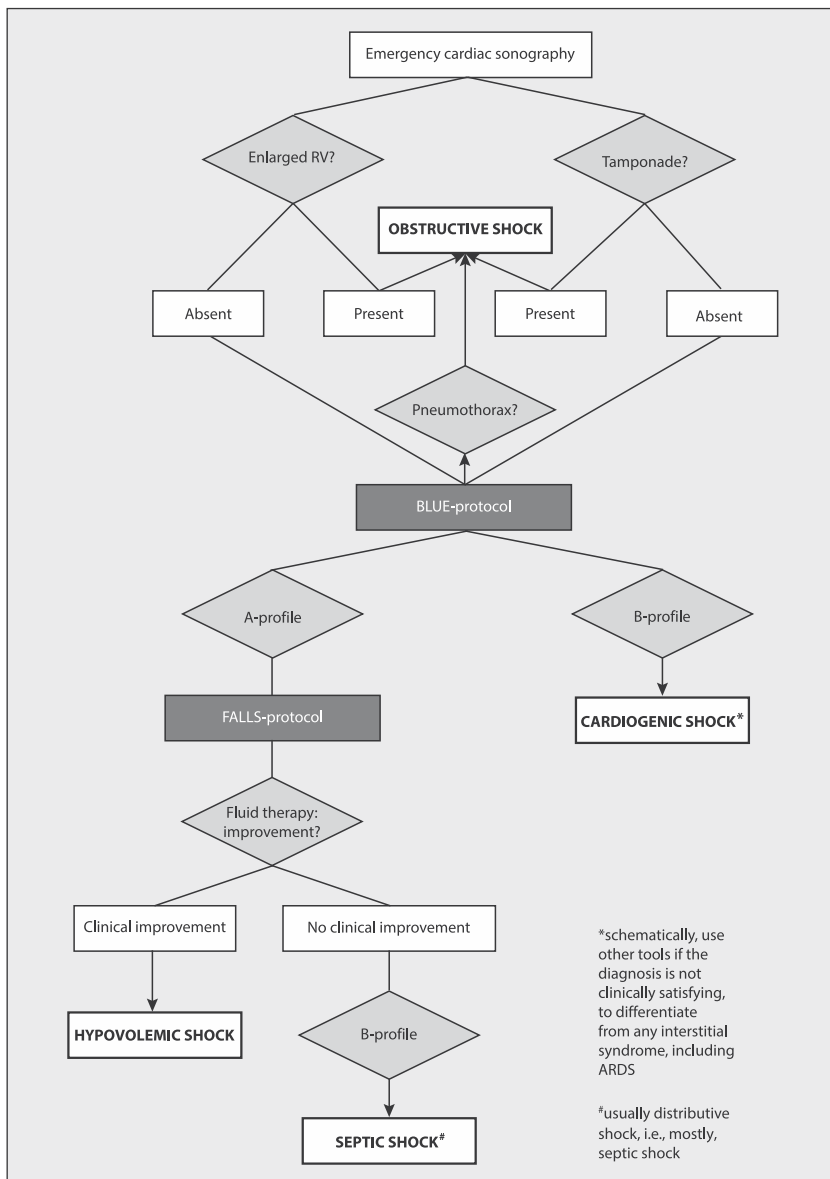 Emergency cardiac sonography
Enlarged RV?
Tamponade?
OBSTRUCTIVE SHOCK
Absent
Present
Present
Absent
Pneumothorax?
BLUE-protocol
A-profile
B-profile
FALLS-protocol
CARDIOGENIC SHOCK*
Fluid therapy:
improvement?
Clinical improvement
No clinical improvement
HYPOVOLEMIC SHOCK
B-profile
SEPTIC SHOCK#
*schematically, use
other tools if the
diagnosis is not
clinically satisfying,
to differentiate
from any interstitial
syndrome, including
ARDS
#usually distributive
shock, i.e., mostly,
septic shock